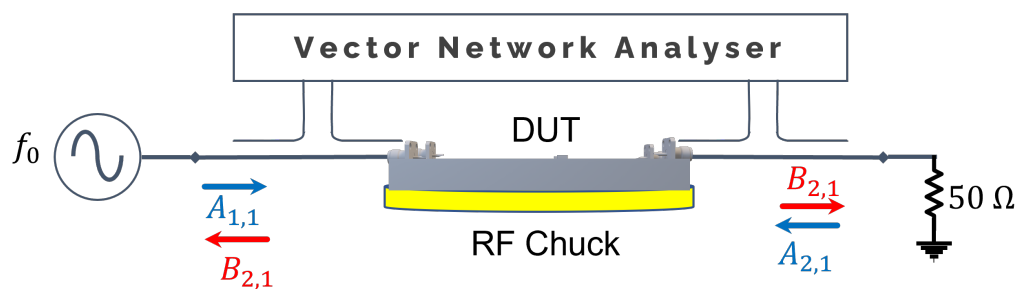 Vector Network Analyser
f₀
DUT
A₁,₁
B₂,₁
RF Chuck
B₂,₁
A₂,₁
50 Ω